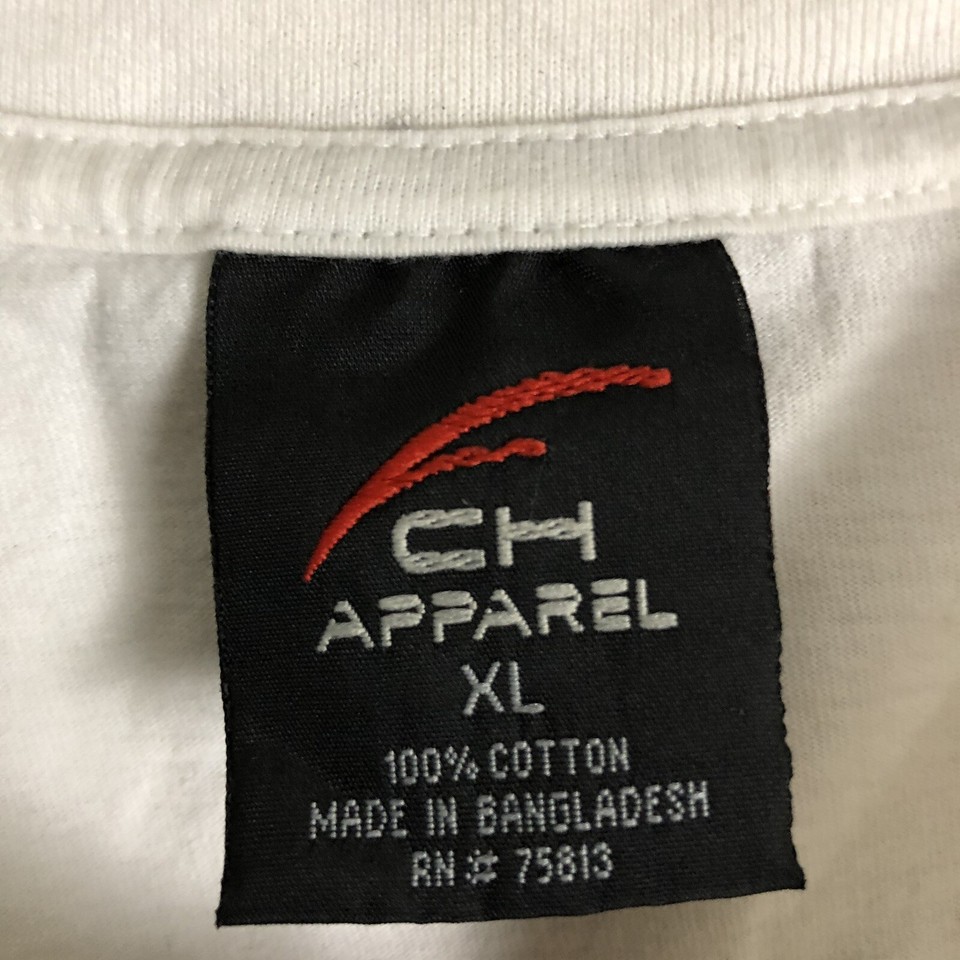 CH
APPAREL
XL
100% COTTON
MADE IN BANGLADESH
RN # 75813